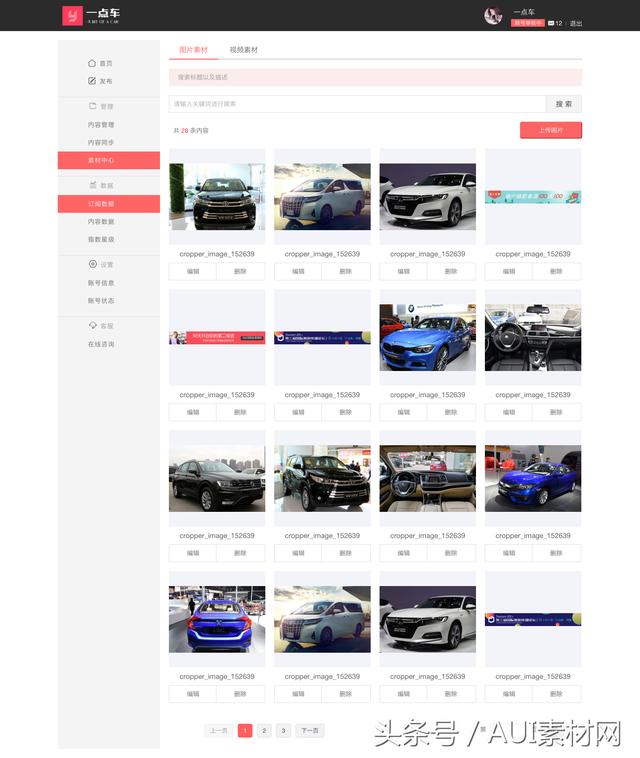 一点车
A BIT OF A CAR
一点车
账号审核中 12 | 退出
首页
发布
管理
内容管理
内容同步
素材中心
数据
订阅数据
内容数据
指数星级
设置
账号信息
账号状态
客服
在线咨询
图片素材 视频素材
搜索标题以及描述
请输入关键词进行搜索 搜 索
共 28 条内容 上传图片
cropper_image_152639 cropper_image_152639 cropper_image_152639 cropper_image_152639
编辑 删除 编辑 删除 编辑 删除 编辑 删除
cropper_image_152639 cropper_image_152639 cropper_image_152639 cropper_image_152639
编辑 删除 编辑 删除 编辑 删除 编辑 删除
cropper_image_152639 cropper_image_152639 cropper_image_152639 cropper_image_152639
编辑 删除 编辑 删除 编辑 删除 编辑 删除
cropper_image_152639 cropper_image_152639 cropper_image_152639 cropper_image_152639
编辑 删除 编辑 删除 编辑 删除 编辑 删除
上一页 1 2 3 下一页
头条号 / AUI素材网